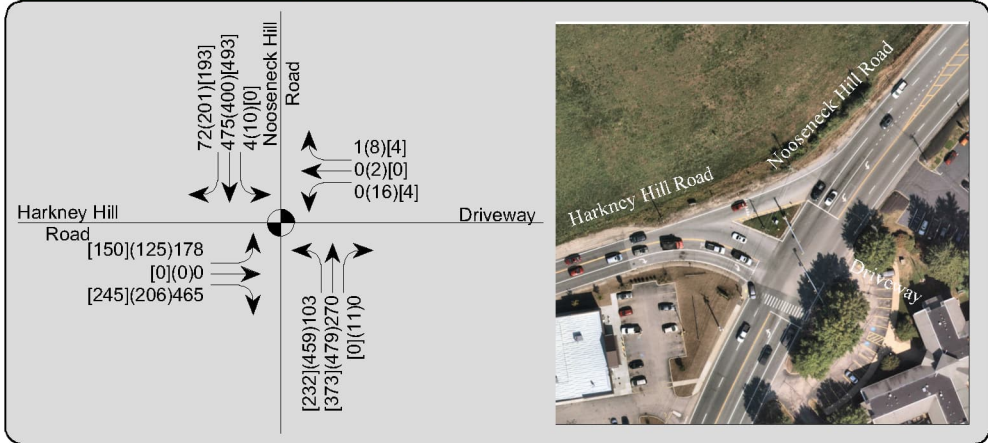 72(201)[193]
475(400)[493]
4(10)[0]
Nooseneck Hill
Road
1(8)[4]
0(2)[0]
0(16)[4]
Harkney Hill
Road
Driveway
[150](125)178
[0](0)0
[245](206)465
[232](459)103
[373](479)270
[0](11)0
Nooseneck Hill Road
Harkney Hill Road
Driveway